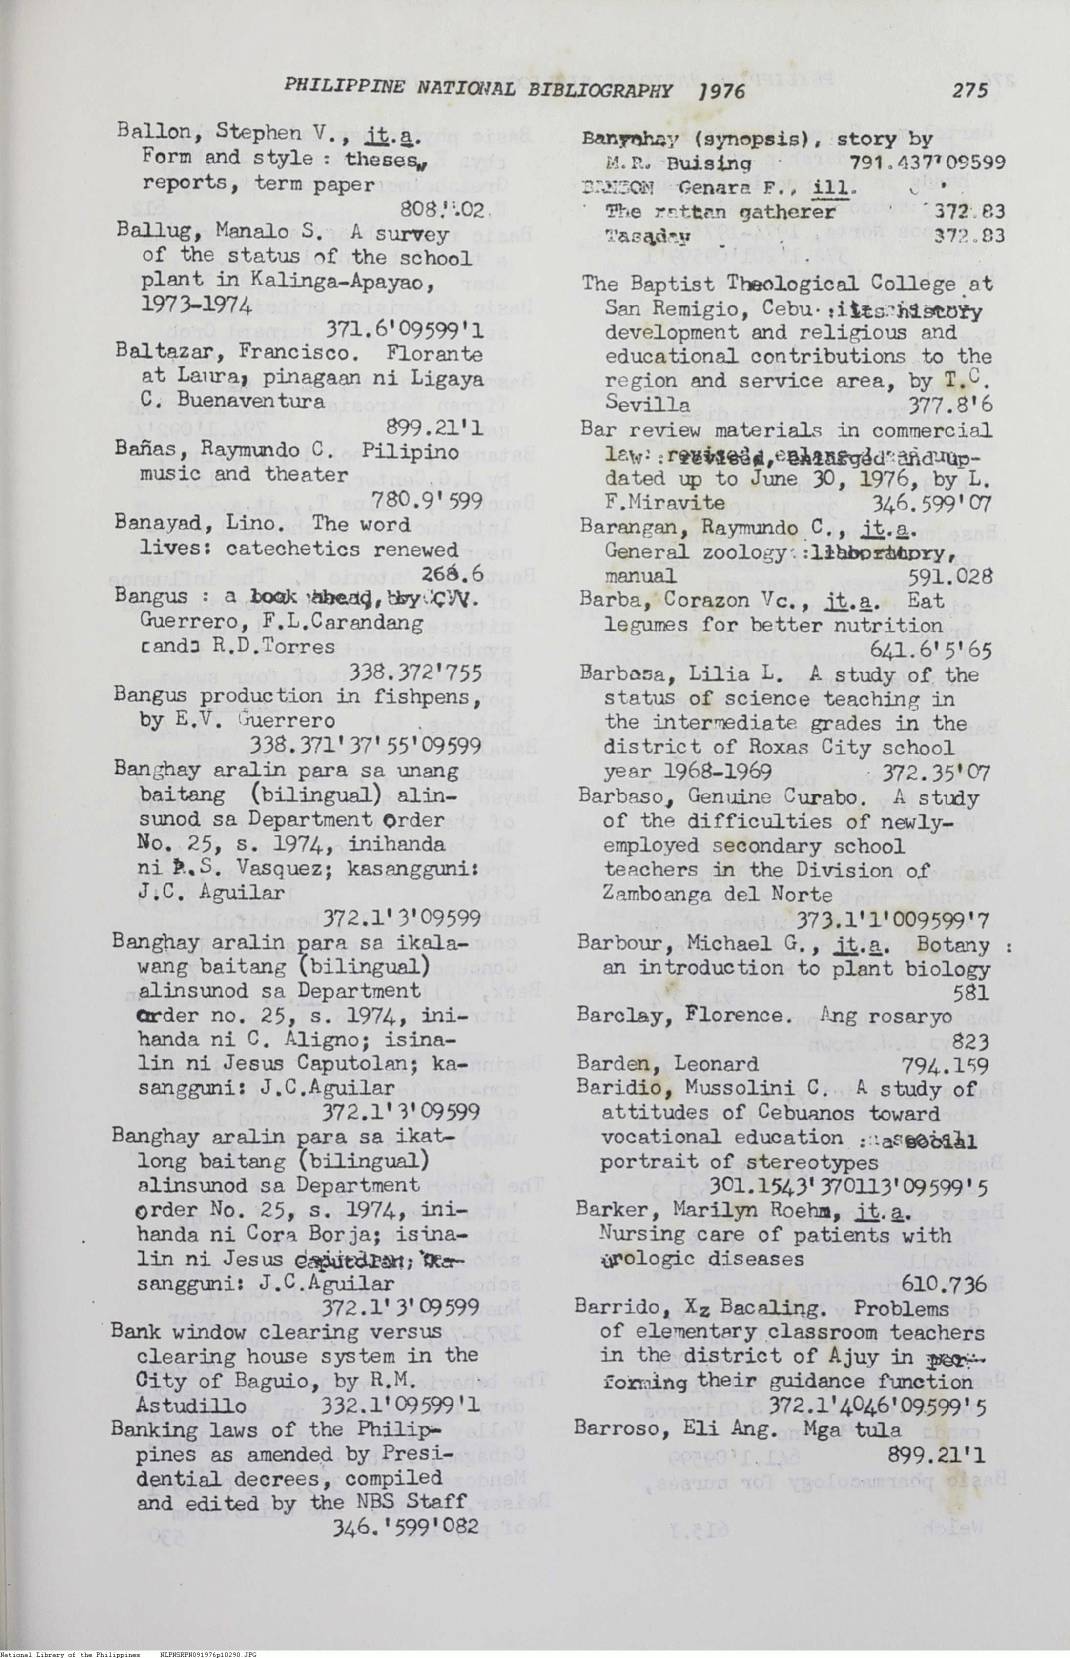 PHILIPPINE NATIONAL BIBLIOGRAPHY 1976 275
Ballon, Stephen V., it.a.
Form and style : theses,
reports, term paper
808.'.02
Ballug, Manalo S. A survey
of the status of the school
plant in Kalinga-Apayao,
1973-1974
371.6'09599'1
Baltazar, Francisco. Florante
at Laura, pinagaan ni Ligaya
C. Buenaventura
899.21'1
Bañas, Raymundo C. Pilipino
music and theater
780.9'599
Banayad, Lino. The word
lives: catechetics renewed
268.6
Bangus : a look ahead, by C.V.
Guerrero, F.L.Carandang
cand R.D.Torres
338.372'755
Bangus production in fishpens,
by E.V. Guerrero
338.371'37'55'09599
Banghay aralin para sa unang
baitang (bilingual) alin-
sunod sa Department Order
No. 25, s. 1974, inihanda
ni P.S. Vasquez; kasangguni:
J.C. Aguilar
372.1'3'09599
Banghay aralin para sa ikala-
wang baitang (bilingual)
alinsunod sa Department
order no. 25, s. 1974, ini-
handa ni C. Aligno; isina-
lin ni Jesus Caputolan; ka-
sangguni: J.C.Aguilar
372.1'3'09599
Banghay aralin para sa ikat-
long baitang (bilingual)
alinsunod sa Department
order No. 25, s. 1974, ini-
handa ni Cora Borja; isina-
lin ni Jesus ka-
sangguni: J.C.Aguilar
372.1'3'09599
Bank window clearing versus
clearing house system in the
City of Baguio, by R.M.
Astudillo 332.1'09599'1
Banking laws of the Philip-
pines as amended by Presi-
dential decrees, compiled
and edited by the NBS Staff
346.'599'082
Banyuhay (synopsis), story by
M.R. Buising 791.437'09599
BANZON Genara F., ill.
The rattan gatherer 372.83
Tasaday 372.83
The Baptist Theological College at
San Remigio, Cebu : its history
development and religious and
educational contributions to the
region and service area, by T.C.
Sevilla 377.8'6
Bar review materials in commercial
law: revised, enlarged and up-
dated up to June 30, 1976, by L.
F.Miravite 346.599'07
Barangan, Raymundo C., it.a.
General zoology : laboratory,
manual 591.028
Barba, Corazon Vc., it.a. Eat
legumes for better nutrition
641.6'5'65
Barbosa, Lilia L. A study of the
status of science teaching in
the intermediate grades in the
district of Roxas City school
year 1968-1969 372.35'07
Barbaso, Genuine Curabo. A study
of the difficulties of newly-
employed secondary school
teachers in the Division of
Zamboanga del Norte
373.1'1'009599'7
Barbour, Michael G., it.a. Botany :
an introduction to plant biology
581
Barclay, Florence. Ang rosaryo
823
Barden, Leonard 794.159
Baridio, Mussolini C. A study of
attitudes of Cebuanos toward
vocational education : a social
portrait of stereotypes
301.1543'370113'09599'5
Barker, Marilyn Roehm, it.a.
Nursing care of patients with
urologic diseases
610.736
Barrido, Xz Bacaling. Problems
of elementary classroom teachers
in the district of Ajuy in per-
forming their guidance function
372.1'4046'09599'5
Barroso, Eli Ang. Mga tula
899.21'1
National Library of the Philippines NLPNSRPN091976p10290.JPG